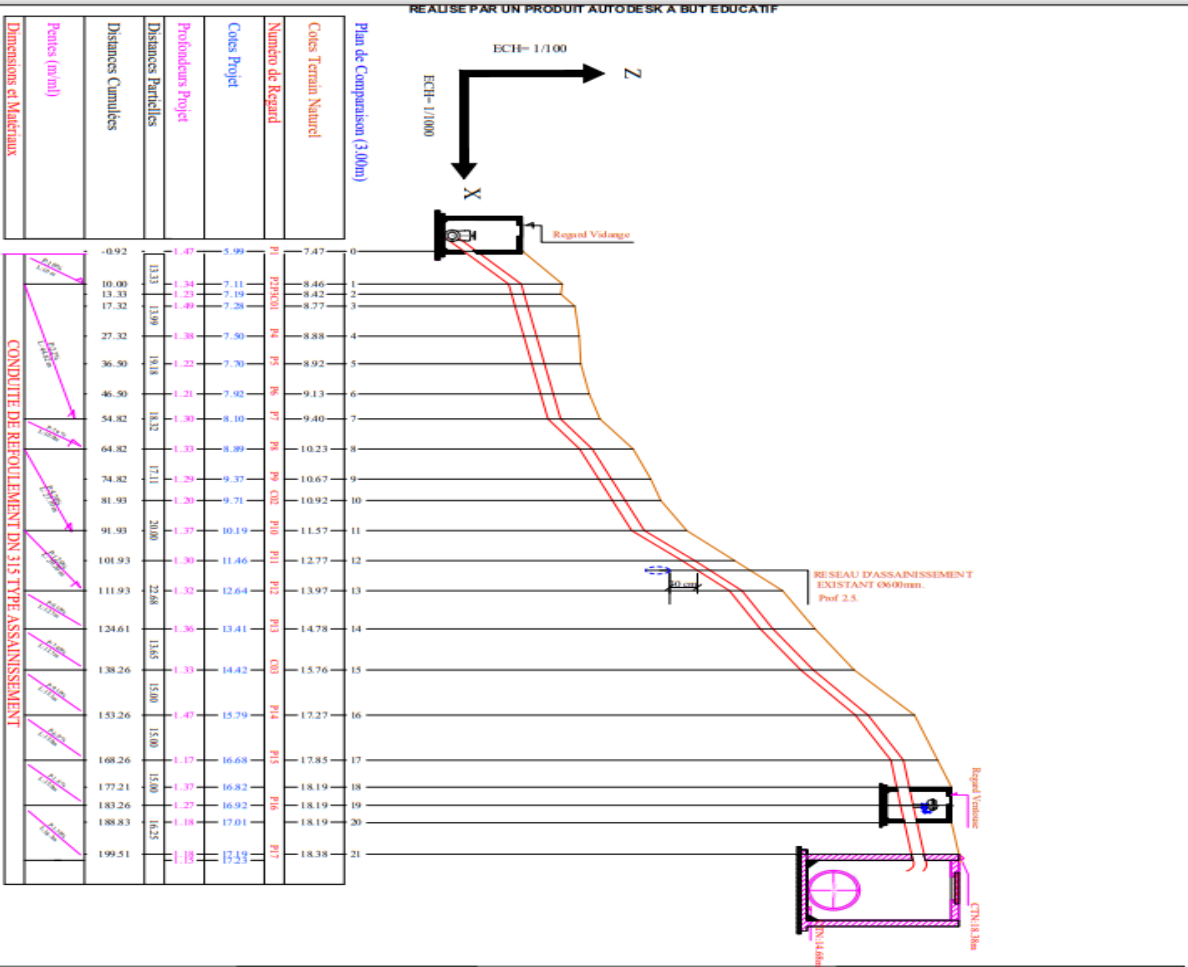 REALISE PAR UN PRODUIT AUTODESK A BUT EDUCATIF
ECH= 1/100
Z
ECH= 1/1000
X
Regard Vidange
RESEAU D'ASSAINISSEMENT
EXISTANT Ø600mm.
Prof 2.5.
Regard Ventouse
CTN:18.38m
Plan de Comparaison (3.00m)
0 1 2 3 4 5 6 7 8 9 10 11 12 13 14 15 16 17 18 19 20 21
Cotes Terrain Naturel
7.47 8.46 8.42 8.77 8.88 8.92 9.13 9.40 10.23 10.67 10.92 11.57 12.77 13.97 14.78 15.76 17.27 17.85 18.19 18.19 18.19 18.38
Numéro de Regard
P1 P2 P3 C01 P4 P5 P6 P7 P8 P9 C02 P10 P11 P12 P13 C03 P14 P15 P16 P17
Cotes Projet
5.99 7.11 7.19 7.28 7.50 7.70 7.92 8.10 8.89 9.37 9.71 10.19 11.46 12.64 13.41 14.42 15.79 16.68 16.82 16.92 17.01 17.19 17.23
Profondeurs Projet
1.47 1.34 1.23 1.49 1.38 1.22 1.21 1.30 1.33 1.29 1.20 1.37 1.30 1.32 1.36 1.33 1.47 1.17 1.37 1.27 1.18 1.18 1.15
Distances Partielles
13.33 13.99 19.18 18.32 17.11 20.00 22.68 13.65 15.00 15.00 15.00 16.25
Distances Cumulées
-0.92 10.00 13.33 17.32 27.32 36.50 46.50 54.82 64.82 74.82 81.93 91.93 101.93 111.93 124.61 138.26 153.26 168.26 177.21 183.26 188.83 199.51
Pentes (m/ml)
Dimensions et Matériaux
CONDUITE DE REFOULEMENT DN 315 TYPE ASSAINISSEMENT